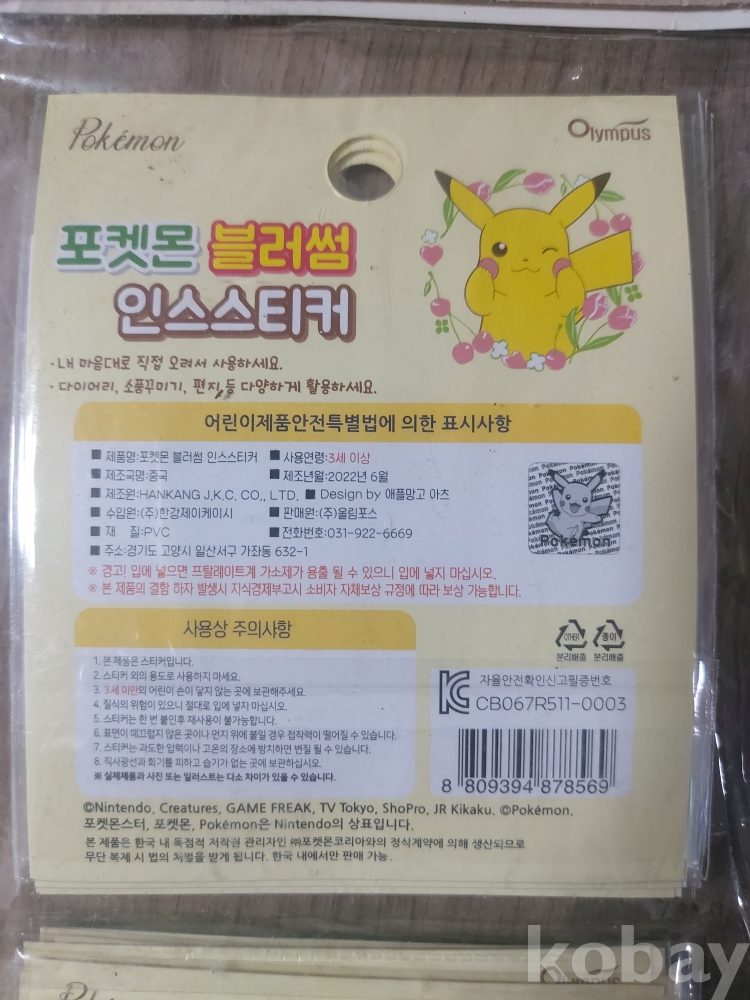 Pokémon
Olympus
포켓몬 블러썸
인스스티커
· 내 마음대로 직접 오려서 사용하세요.
· 다이어리, 소품꾸미기, 편지 등 다양하게 활용하세요.
어린이제품안전특별법에 의한 표시사항
■ 제품명:포켓몬 블러썸 인스스티커 ■ 사용연령:3세 이상
■ 제조국명:중국 ■ 제조년월:2022년 6월
■ 제조원:HANKANG J.K.C. CO., LTD. ■ Design by 애플망고 아츠
■ 수입원:(주)한강제이케이시 ■ 판매원:(주)올림포스
■ 재 질:PVC ■ 전화번호:031-922-6669
■ 주소:경기도 고양시 일산서구 가좌동 632-1
※ 경고! 입에 넣으면 프탈레이트계 가소제가 용출 될 수 있으니 입에 넣지 마십시오.
※ 본 제품의 결함 하자 발생시 지식경제부고시 소비자 자체보상 규정에 따라 보상 가능합니다.
Pokémon
사용상 주의사항
1. 본 제품은 스티커입니다.
2. 스티커 외의 용도로 사용하지 마세요.
3. 3세 미만의 어린이 손이 닿지 않는 곳에 보관해주세요.
4. 질식의 위험이 있으니 절대로 입에 넣지 마십시오.
5. 스티커는 한 번 붙인후 재사용이 불가능합니다.
6. 표면이 매끄럽지 않은 곳이나 먼지 위에 붙일 경우 접착력이 떨어질 수 있습니다.
7. 스티커는 과도한 압력이나 고온의 장소에 방치하면 변질 될 수 있습니다.
8. 직사광선과 화기를 피하고 습기가 없는 곳에 보관하십시오.
※ 실제제품과 사진 또는 일러스트는 다소 차이가 있을 수 있습니다.
OTHER 종이
분리배출 분리배출
자율안전확인신고필증번호
CB067R511-0003
8 809394 878569
©Nintendo, Creatures, GAME FREAK, TV Tokyo, ShoPro, JR Kikaku. ©Pokémon.
포켓몬스터, 포켓몬, Pokémon은 Nintendo의 상표입니다.
본 제품은 한국 내 독점적 저작권 관리자인 ㈜포켓몬코리아와의 정식계약에 의해 생산되므로
무단 복제 시 법의 처벌을 받게 됩니다. 한국 내에서만 판매 가능.
kobay
Pokémon
Olympus